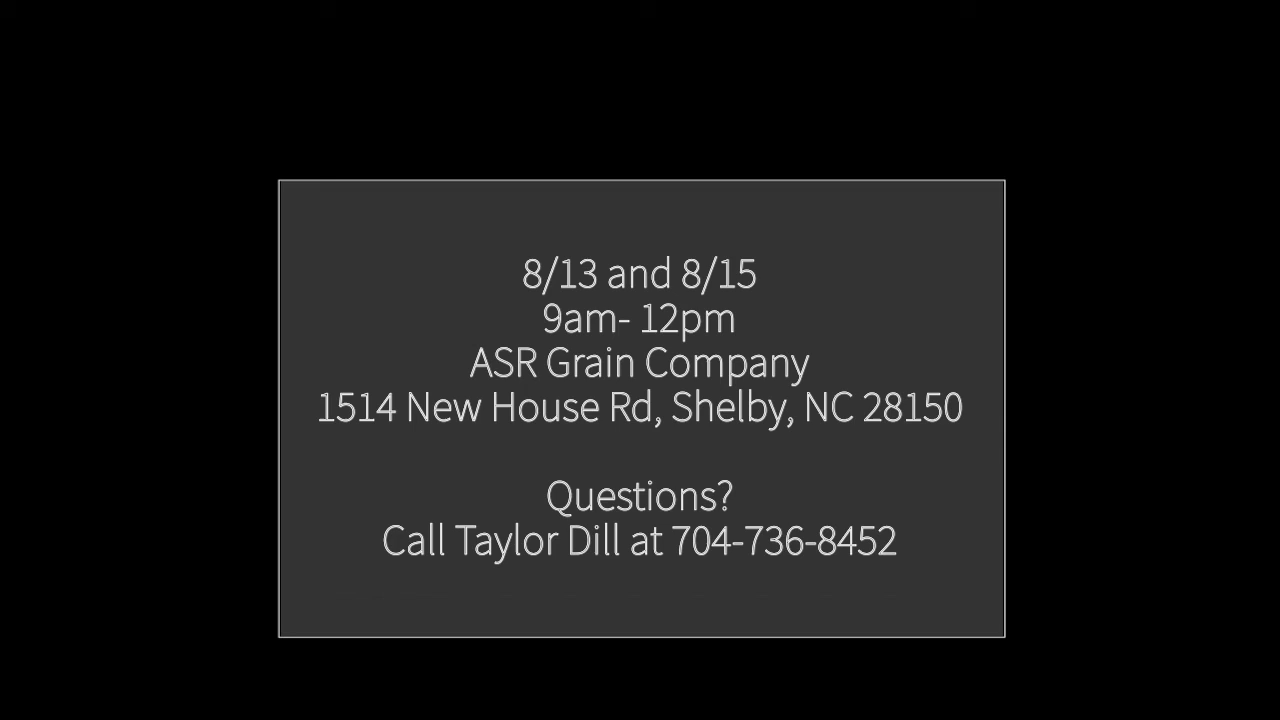 8/13 and 8/15
9am- 12pm
ASR Grain Company
1514 New House Rd, Shelby, NC 28150
Questions?
Call Taylor Dill at 704-736-8452